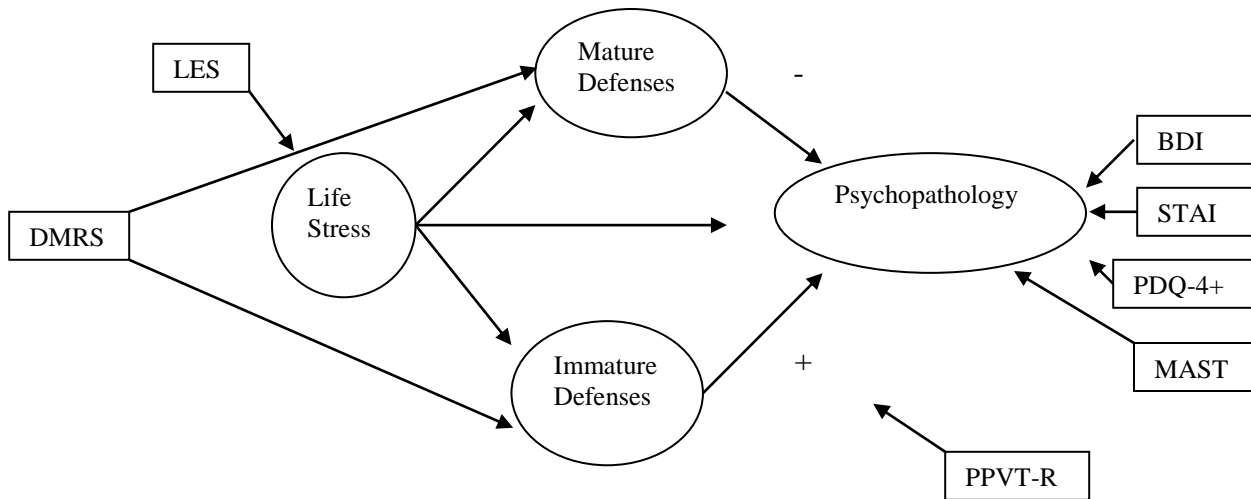 Mature
Defenses
-
LES
BDI
Life
Stress
Psychopathology
STAI
DMRS
PDQ-4+
Immature
Defenses
+
MAST
PPVT-R